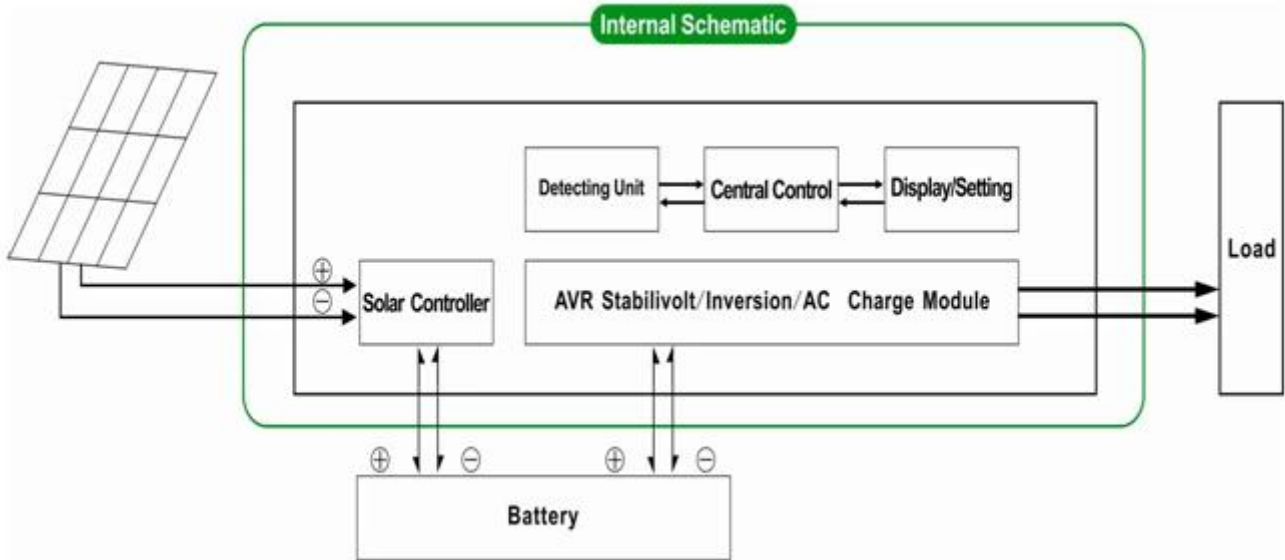 Internal Schematic
Detecting Unit
Central Control
Display/Setting
⊕
⊖
Solar Controller
AVR Stabilivolt/Inversion/AC Charge Module
Load
⊕ ⊖ ⊕ ⊖
Battery